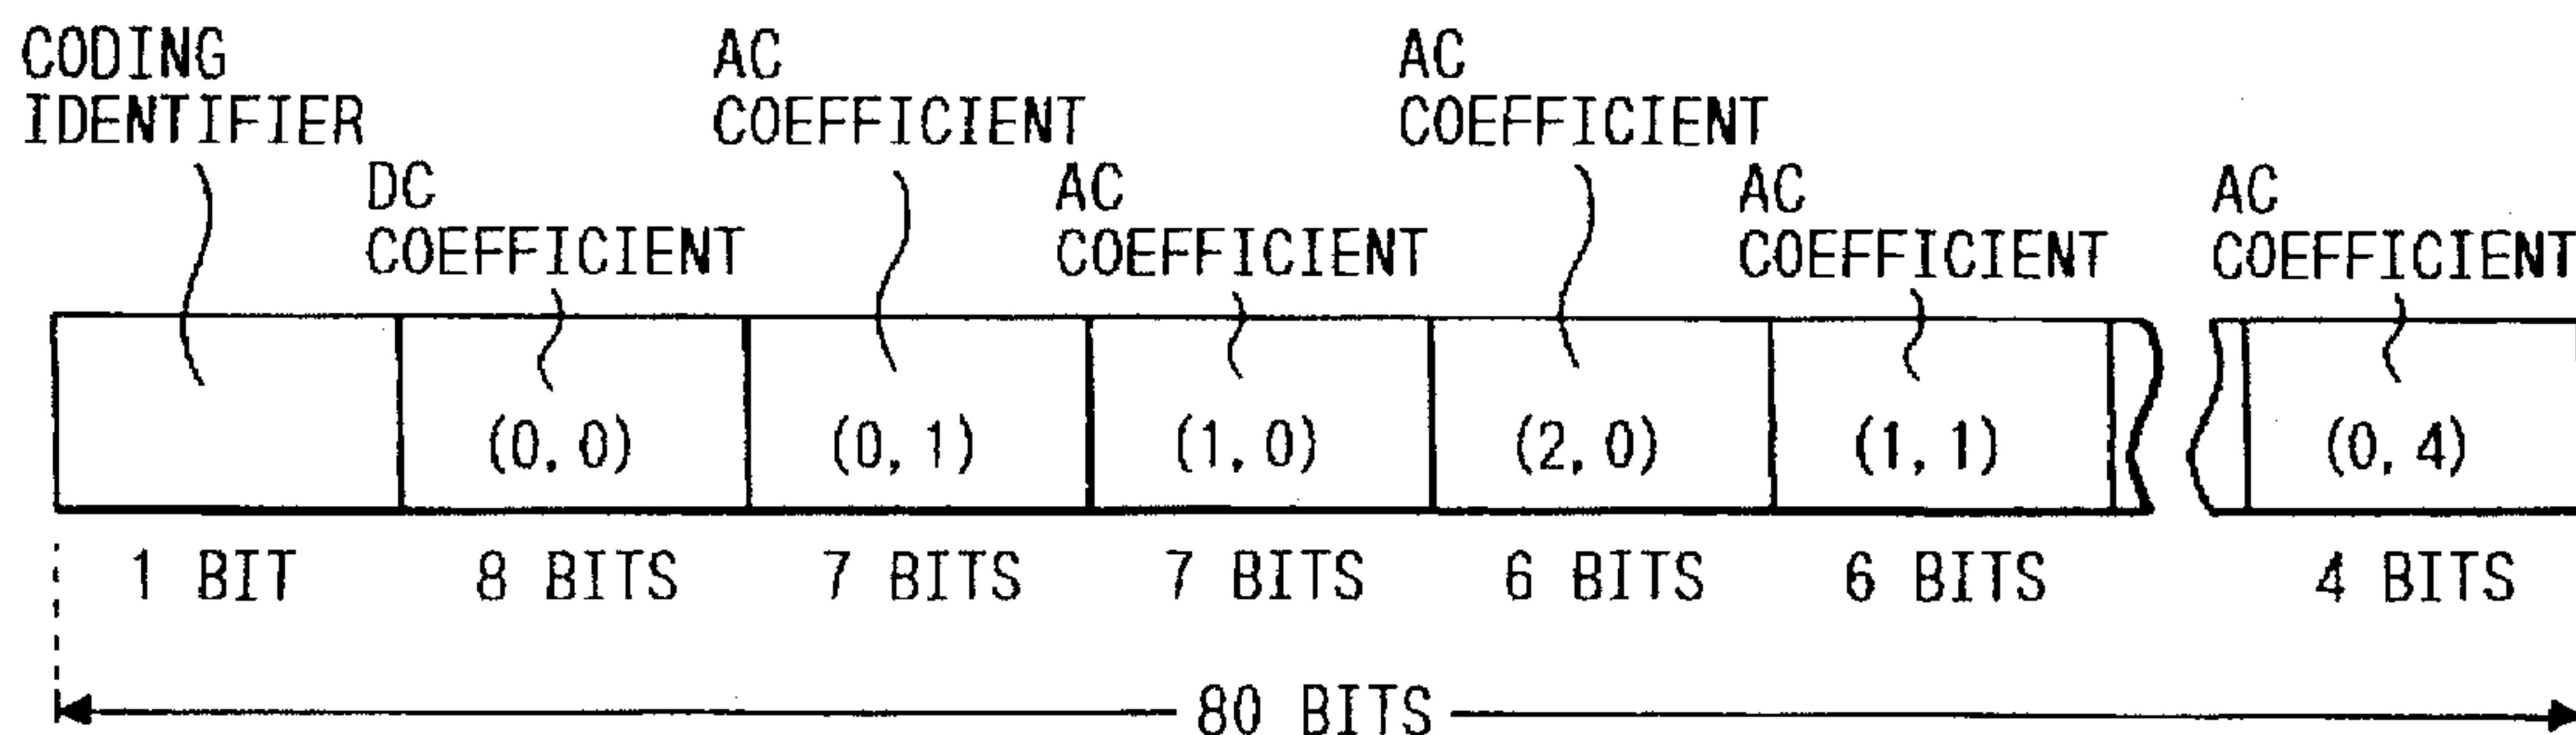 CODING
IDENTIFIER
DC
COEFFICIENT
AC
COEFFICIENT
AC
COEFFICIENT
AC
COEFFICIENT
AC
COEFFICIENT
AC
COEFFICIENT
(0, 0)
(0, 1)
(1, 0)
(2, 0)
(1, 1)
(0, 4)
1 BIT
8 BITS
7 BITS
7 BITS
6 BITS
6 BITS
4 BITS
80 BITS